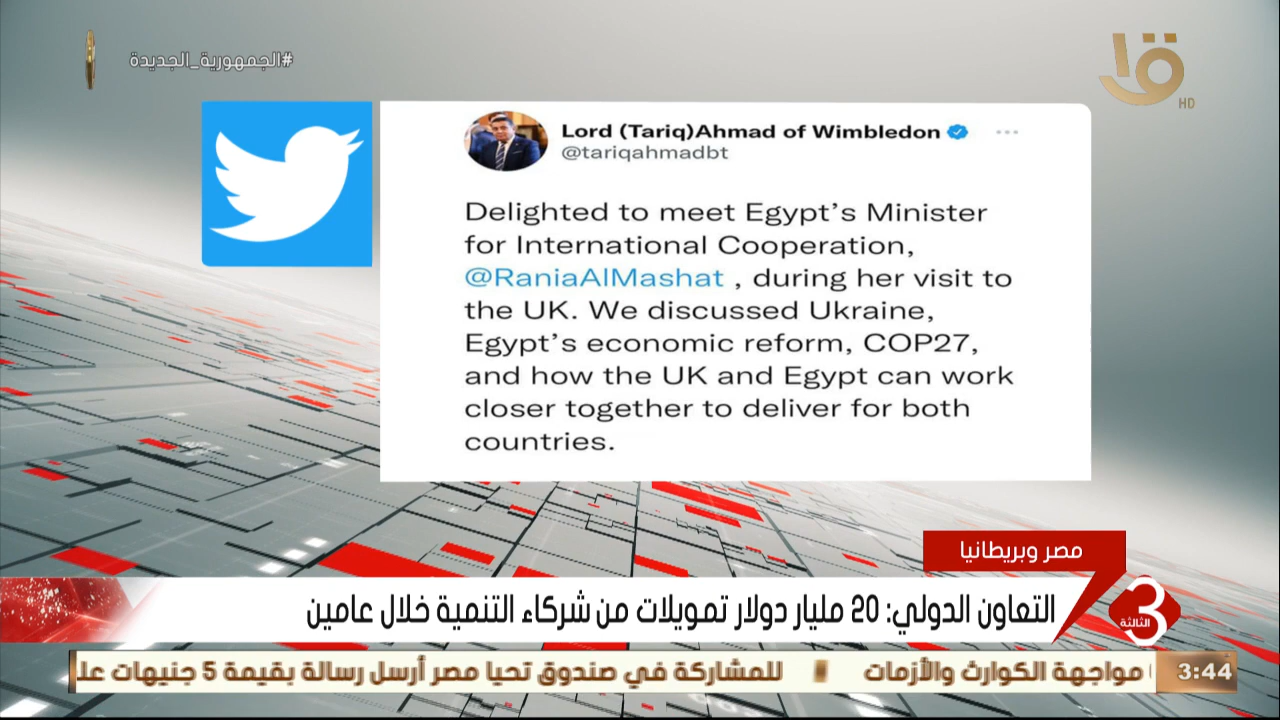 #الجمهورية_الجديدة
HD
Lord (Tariq)Ahmad of Wimbledon
@tariqahmadbt
Delighted to meet Egypt's Minister
for International Cooperation,
@RaniaAlMashat , during her visit to
the UK. We discussed Ukraine,
Egypt's economic reform, COP27,
and how the UK and Egypt can work
closer together to deliver for both
countries.
مصر وبريطانيا
التعاون الدولي: 20 مليار دولار تمويلات من شركاء التنمية خلال عامين
3 الثالثة
مواجهة الكوارث والأزمات للمشاركة في صندوق تحيا مصر أرسل رسالة بقيمة 5 جنيهات
3:44